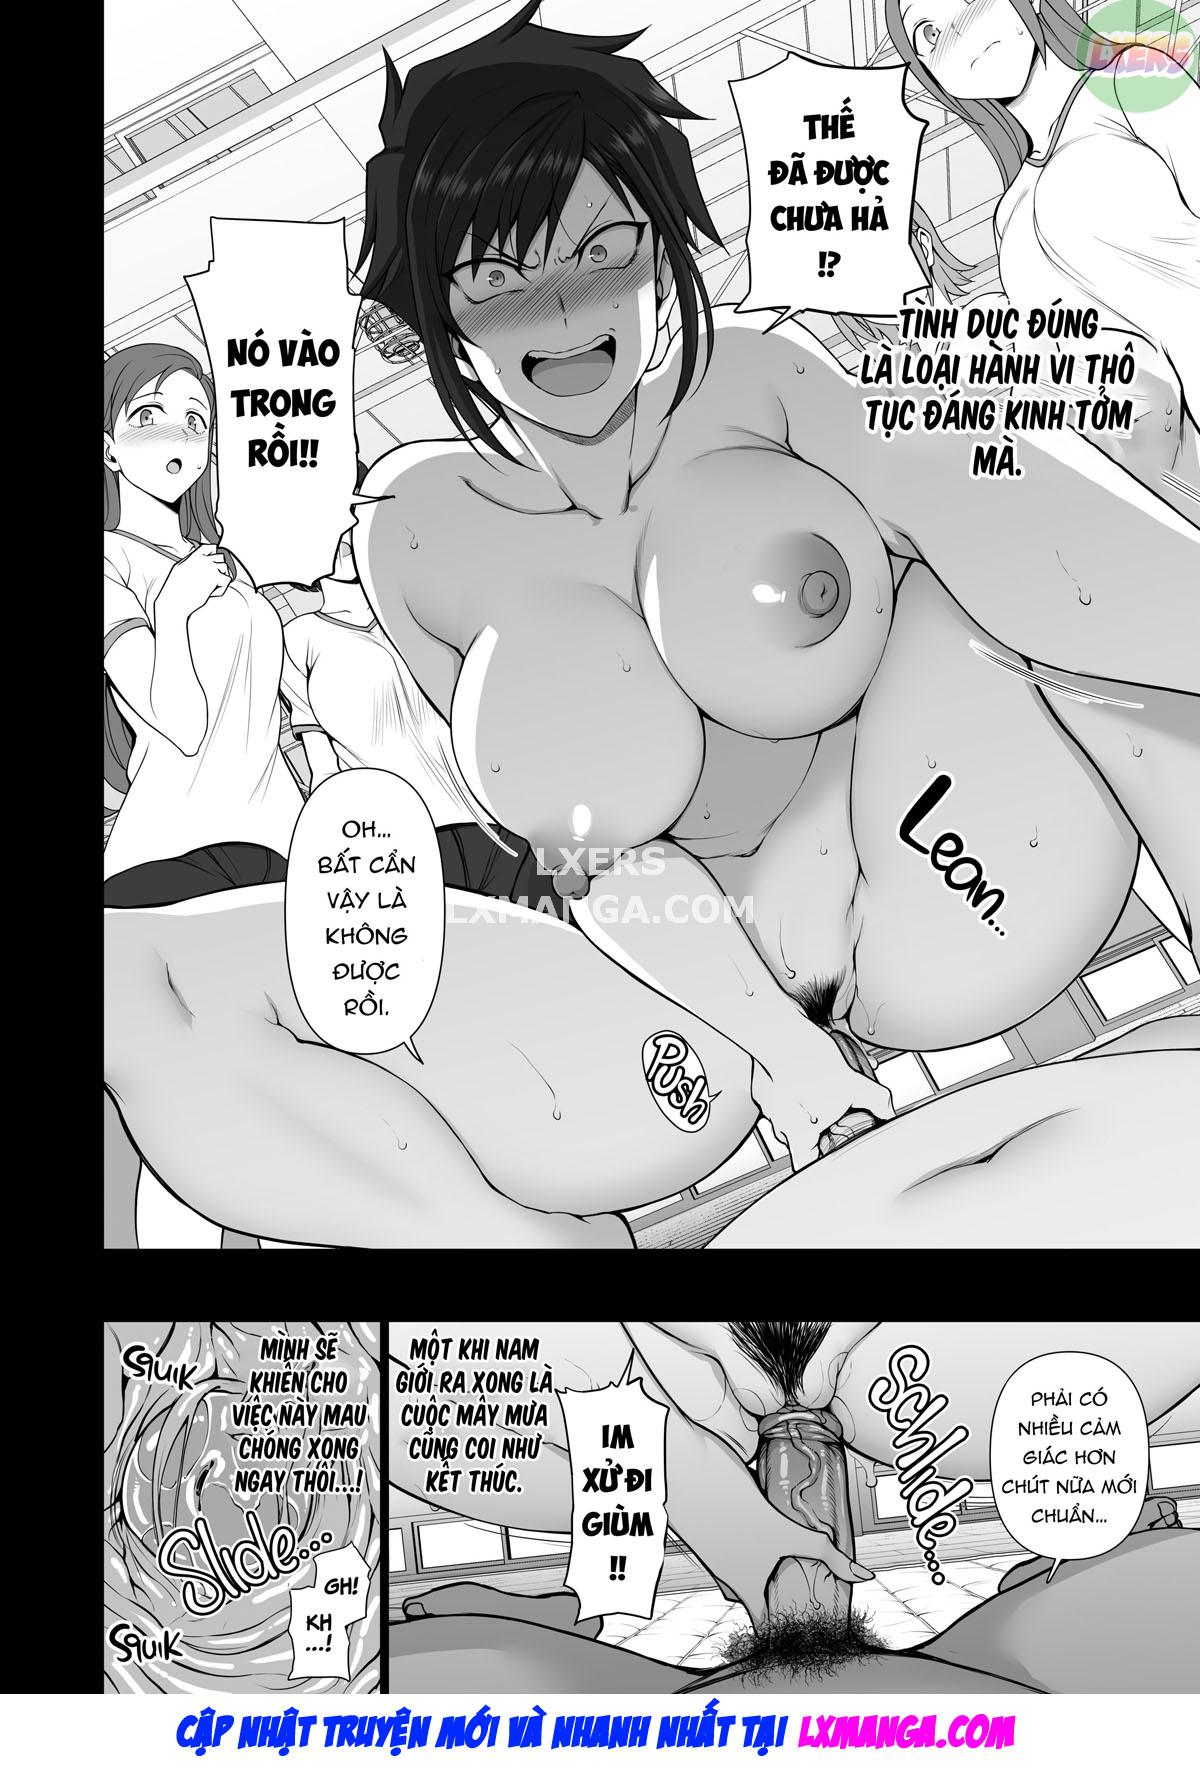 LXERS
THẾ
ĐÃ ĐƯỢC
CHƯA HẢ
!?
TÌNH DỤC ĐÚNG
LÀ LOẠI HÀNH VI THÔ
TỤC ĐÁNG KINH TỞM
MÀ.
NÓ VÀO
TRONG
RỒI!!
Lean...
OH...
BẤT CẨN
VẬY LÀ
KHÔNG
ĐƯỢC
RỒI.
LXERS
LXMANGA.COM
Push
PHẢI CÓ
NHIỀU CẢM
GIÁC HƠN
CHÚT NỮA MỚI
CHUẨN...
Schlide...
IM
XỬ ĐI
GIÙM
!!
MỘT KHI NAM
GIỚI RA XONG LÀ
CUỘC MÂY MƯA
CŨNG COI NHƯ
KẾT THÚC.
MÌNH SẼ
KHIẾN CHO
VIỆC NÀY MAU
CHÓNG XONG
NGAY THÔI...!
Squik
Slide...
GH!
KH
...!
Squik
CẬP NHẬT TRUYỆN MỚI VÀ NHANH NHẤT TẠI LXMANGA.COM